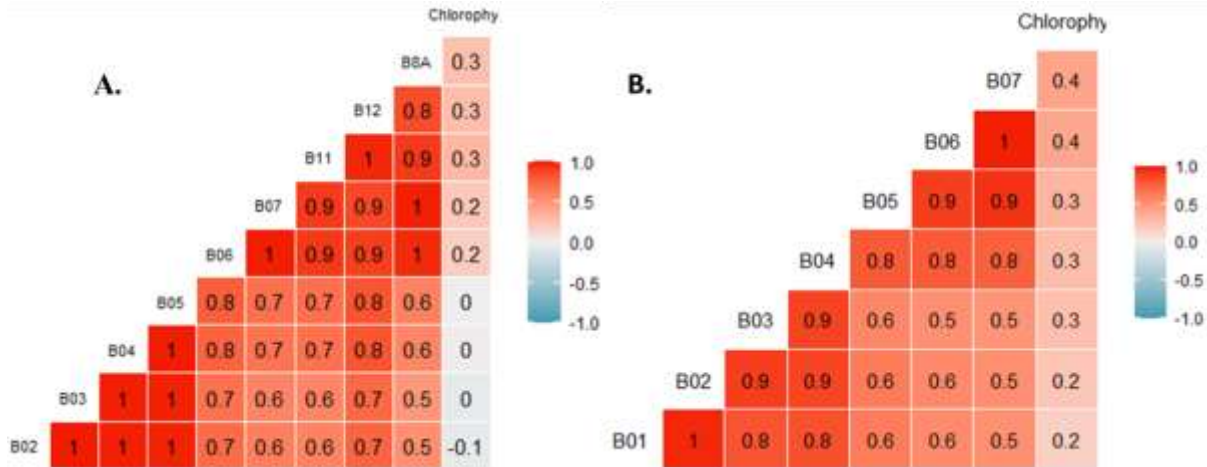 Chlorophy
A.
B8A 0.3
B12 0.8 0.3
B11 1 0.9 0.3
B07 0.9 0.9 1 0.2
B06 1 0.9 0.9 1 0.2
B05 0.8 0.7 0.7 0.8 0.6 0
B04 1 0.8 0.7 0.7 0.8 0.6 0
B03 1 1 0.7 0.6 0.6 0.7 0.5 0
B02 1 1 1 0.7 0.6 0.6 0.7 0.5 -0.1
1.0
0.5
0.0
-0.5
-1.0
Chlorophy
B.
B07 0.4
B06 1 0.4
B05 0.9 0.9 0.3
B04 0.8 0.8 0.8 0.3
B03 0.9 0.6 0.5 0.5 0.3
B02 0.9 0.9 0.6 0.6 0.5 0.2
B01 1 0.8 0.8 0.6 0.6 0.5 0.2
1.0
0.5
0.0
-0.5
-1.0